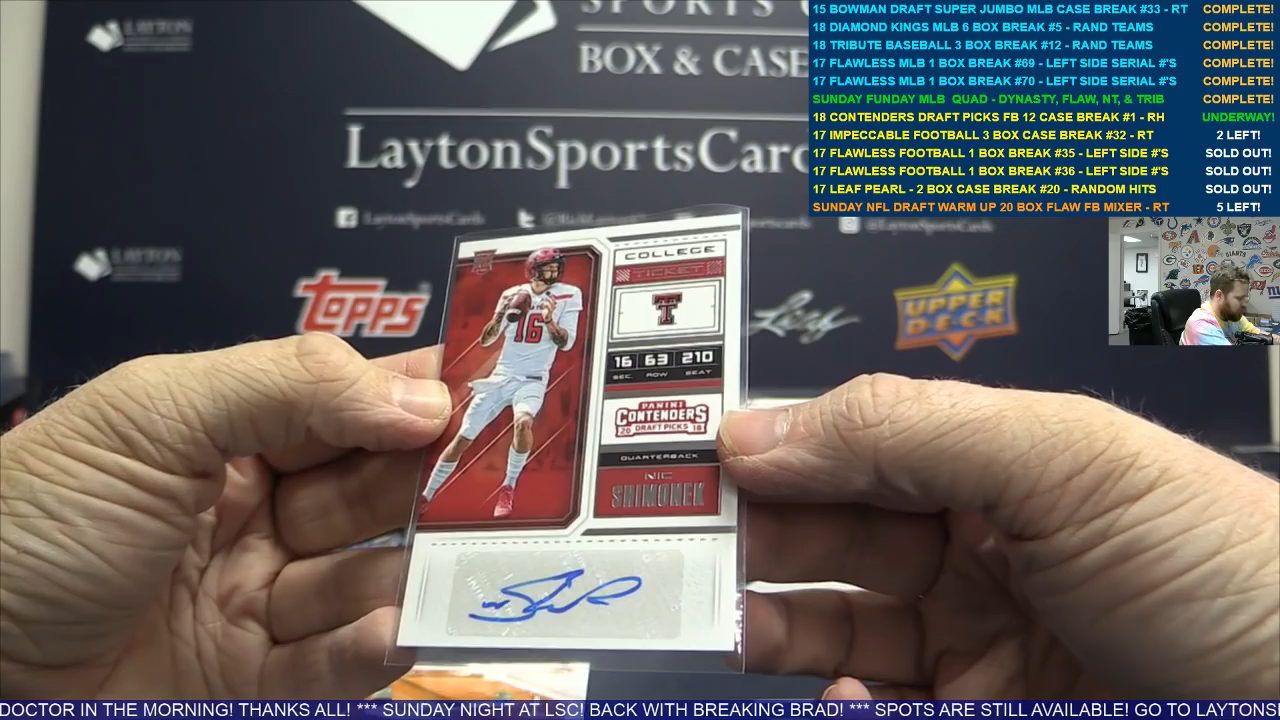 SPORTS
BOX & CASE
LaytonSportsCard
LaytonSportsCards
LaytonSportsCards
15 BOWMAN DRAFT SUPER JUMBO MLB CASE BREAK #33 - RT COMPLETE!
18 DIAMOND KINGS MLB 6 BOX BREAK #5 - RAND TEAMS COMPLETE!
18 TRIBUTE BASEBALL 3 BOX BREAK #12 - RAND TEAMS COMPLETE!
17 FLAWLESS MLB 1 BOX BREAK #69 - LEFT SIDE SERIAL #'S COMPLETE!
17 FLAWLESS MLB 1 BOX BREAK #70 - LEFT SIDE SERIAL #'S COMPLETE!
SUNDAY FUNDAY MLB QUAD - DYNASTY, FLAW, NT, & TRIB COMPLETE!
18 CONTENDERS DRAFT PICKS FB 12 CASE BREAK #1 - RH UNDERWAY!
17 IMPECCABLE FOOTBALL 3 BOX CASE BREAK #32 - RT 2 LEFT!
17 FLAWLESS FOOTBALL 1 BOX BREAK #35 - LEFT SIDE #'S SOLD OUT!
17 FLAWLESS FOOTBALL 1 BOX BREAK #36 - LEFT SIDE #'S SOLD OUT!
17 LEAF PEARL - 2 BOX CASE BREAK #20 - RANDOM HITS SOLD OUT!
SUNDAY NFL DRAFT WARM UP 20 BOX FLAW FB MIXER - RT 5 LEFT!
TOPPS
Leaf
UPPER DECK
COLLEGE
TICKET
T
16 63 210
SEC. ROW SEAT
PANINI
CONTENDERS
20 DRAFT PICKS 18
QUARTERBACK
NIC
SHIMONEK
16
DOCTOR IN THE MORNING! THANKS ALL! *** SUNDAY NIGHT AT LSC! BACK WITH BREAKING BRAD! *** SPOTS ARE STILL AVAILABLE! GO TO LAYTONS